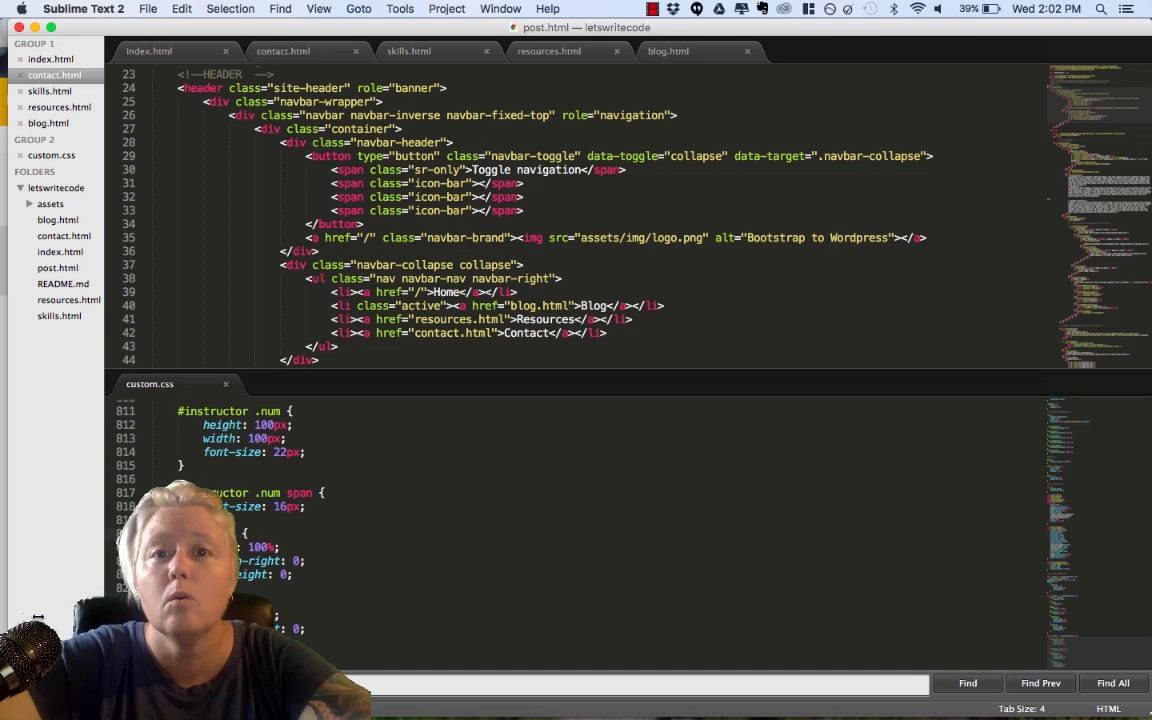 Sublime Text 2 File Edit Selection Find View Goto Tools Project Window Help 39% Wed 2:02 PM
post.html — letswritecode
GROUP 1
index.html
contact.html
skills.html
resources.html
blog.html
GROUP 2
custom.css
FOLDERS
letswritecode
assets
blog.html
contact.html
index.html
post.html
README.md
resources.html
skills.html
index.html contact.html skills.html resources.html blog.html
23 <!--HEADER -->
24 <header class="site-header" role="banner">
25 <div class="navbar-wrapper">
26 <div class="navbar navbar-inverse navbar-fixed-top" role="navigation">
27 <div class="container">
28 <div class="navbar-header">
29 <button type="button" class="navbar-toggle" data-toggle="collapse" data-target=".navbar-collapse">
30 <span class="sr-only">Toggle navigation</span>
31 <span class="icon-bar"></span>
32 <span class="icon-bar"></span>
33 <span class="icon-bar"></span>
34 </button>
35 <a href="/" class="navbar-brand"><img src="assets/img/logo.png" alt="Bootstrap to Wordpress"></a>
36 </div>
37 <div class="navbar-collapse collapse">
38 <ul class="nav navbar-nav navbar-right">
39 <li><a href="/">Home</a></li>
40 <li class="active"><a href="blog.html">Blog</a></li>
41 <li><a href="resources.html">Resources</a></li>
42 <li><a href="contact.html">Contact</a></li>
43 </ul>
44 </div>
custom.css
811 #instructor .num {
812 height: 100px;
813 width: 100px;
814 font-size: 22px;
815 }
816
817 uctor .num span {
818 t-size: 16px;
{
: 100%;
-right: 0;
eight: 0;
;
t: 0;
Find Find Prev Find All
Tab Size: 4 HTML